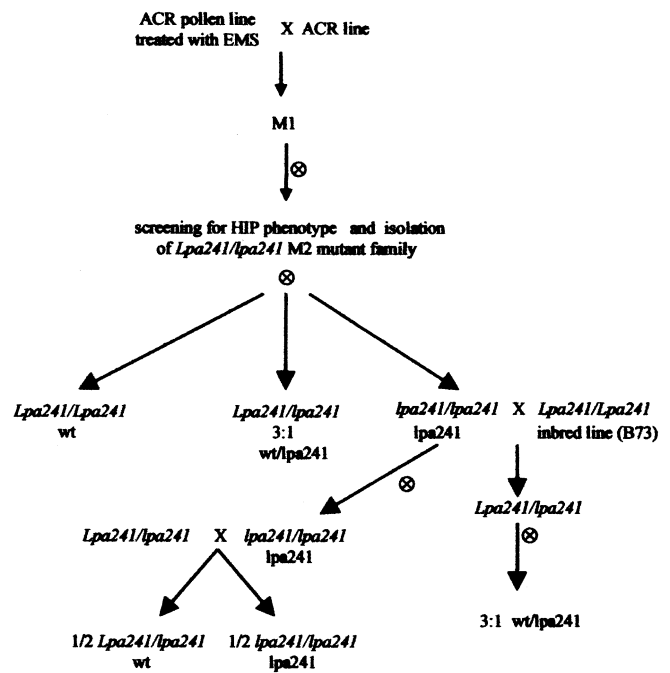 ACR pollen line
treated with EMS X ACR line
M1
⊗
screening for HIP phenotype and isolation
of Lpa241/lpa241 M2 mutant family
⊗
Lpa241/Lpa241
wt
Lpa241/lpa241
3:1
wt/lpa241
lpa241/lpa241 X Lpa241/Lpa241
lpa241
inbred line (B73)
⊗
Lpa241/lpa241
⊗
Lpa241/lpa241 X lpa241/lpa241
lpa241
3:1 wt/lpa241
1/2 Lpa241/lpa241
wt
1/2 lpa241/lpa241
lpa241